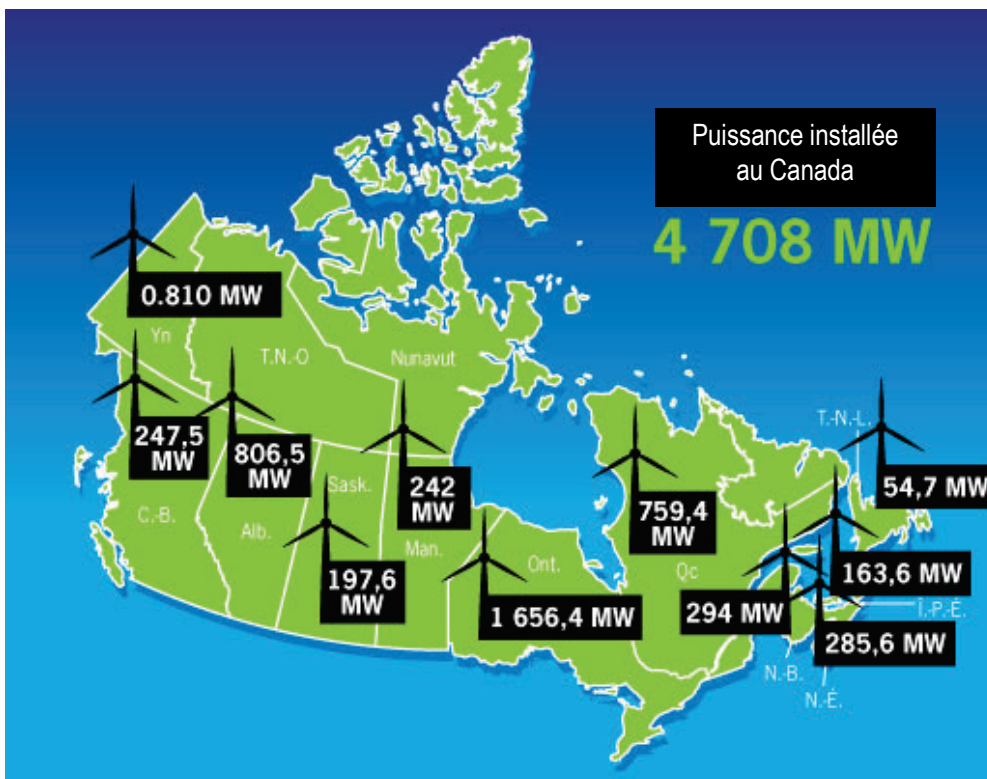 Puissance installée
au Canada
4 708 MW
0.810 MW
Yn
T.N.-O
Nunavut
247,5
MW
806,5
MW
242
MW
759,4
MW
T.-N.-L.
54,7 MW
C.-B.
Alb.
Sask.
197,6
MW
Man.
Ont.
1 656,4 MW
Qc
294 MW
163,6 MW
Î.-P.-É.
285,6 MW
N.-B.
N.-É.